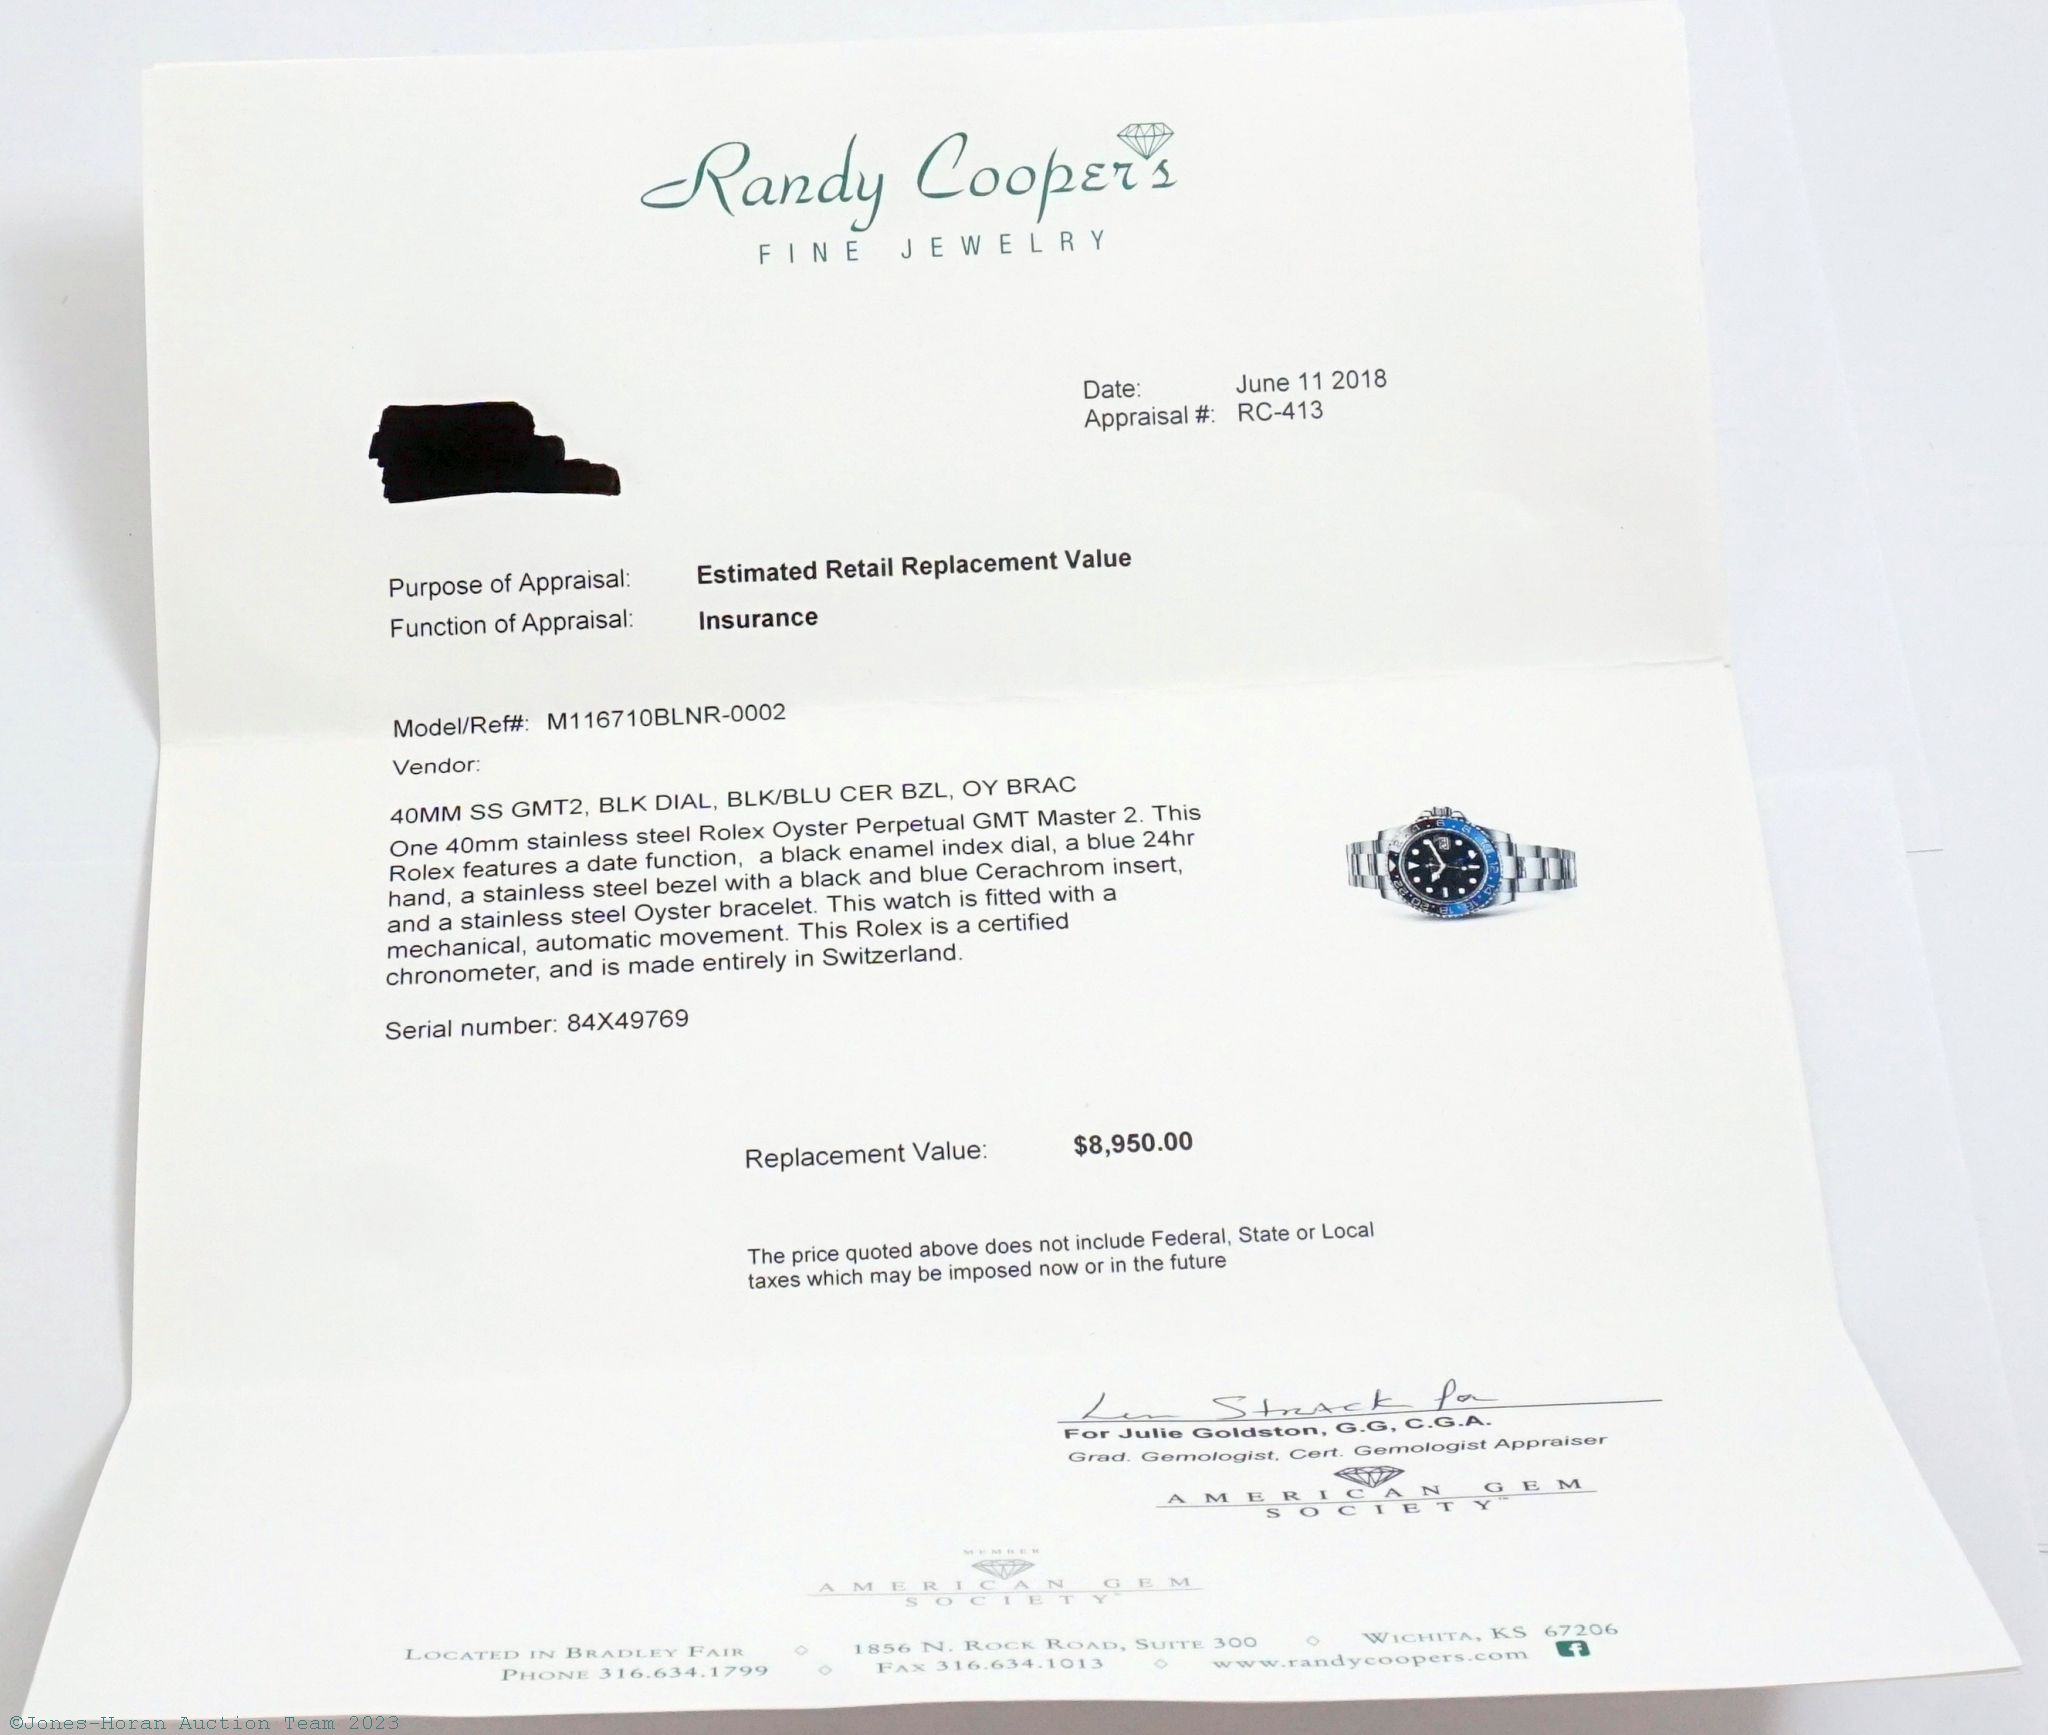 Randy Cooper's
FINE JEWELRY
Date: June 11 2018
Appraisal #: RC-413
Purpose of Appraisal: Estimated Retail Replacement Value
Function of Appraisal: Insurance
Model/Ref#: M116710BLNR-0002
Vendor:
40MM SS GMT2, BLK DIAL, BLK/BLU CER BZL, OY BRAC
One 40mm stainless steel Rolex Oyster Perpetual GMT Master 2. This
Rolex features a date function, a black enamel index dial, a blue 24hr
hand, a stainless steel bezel with a black and blue Cerachrom insert,
and a stainless steel Oyster bracelet. This watch is fitted with a
mechanical, automatic movement. This Rolex is a certified
chronometer, and is made entirely in Switzerland.
Serial number: 84X49769
Replacement Value: $8,950.00
The price quoted above does not include Federal, State or Local
taxes which may be imposed now or in the future
Strack for
For Julie Goldston, G.G, C.G.A.
Grad. Gemologist, Cert. Gemologist Appraiser
AMERICAN GEM
SOCIETY™
MEMBER
AMERICAN GEM
SOCIETY™
LOCATED IN BRADLEY FAIR ◇ 1856 N. ROCK ROAD, SUITE 300 ◇ WICHITA, KS 67206
PHONE 316.634.1799 ◇ FAX 316.634.1013 ◇ www.randycoopers.com f
©Jones-Horan Auction Team 2023